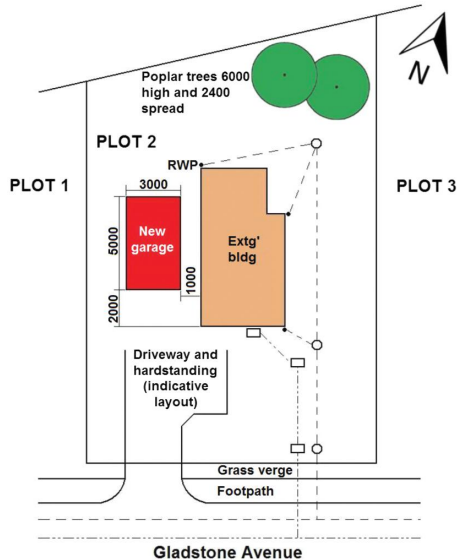 Poplar trees 6000
high and 2400
spread
N
PLOT 2
RWP
PLOT 1
PLOT 3
3000
5000
New
garage
Extg'
bldg
1000
2000
Driveway and
hardstanding
(indicative
layout)
Grass verge
Footpath
Gladstone Avenue